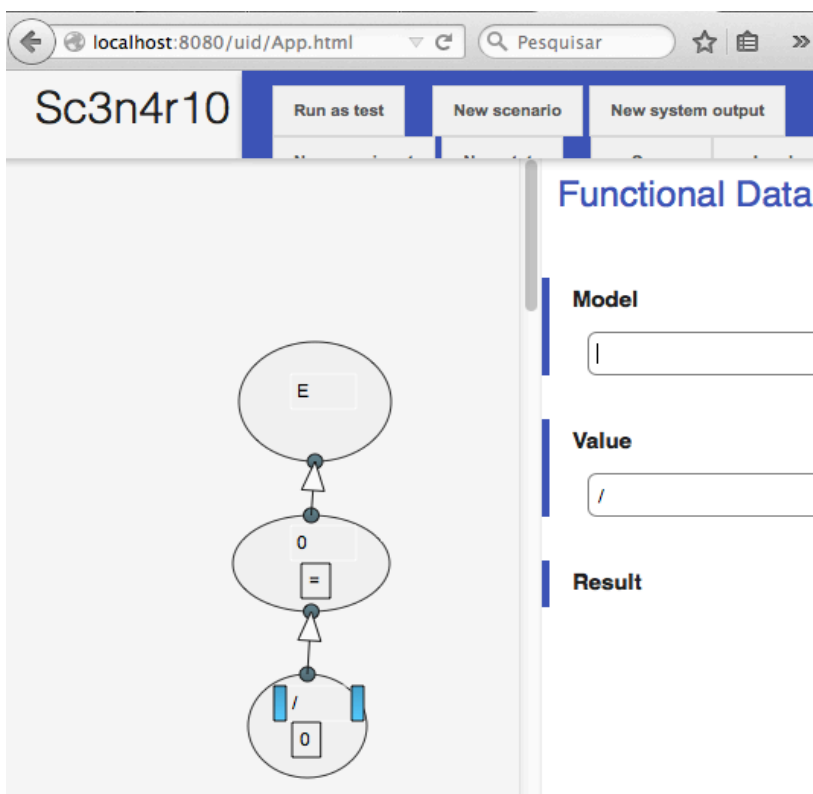 localhost:8080/uid/App.html
Pesquisar
Sc3n4r10
Run as test
New scenario
New system output
Functional Data
Model
E
Value
0
/
=
Result
/
0